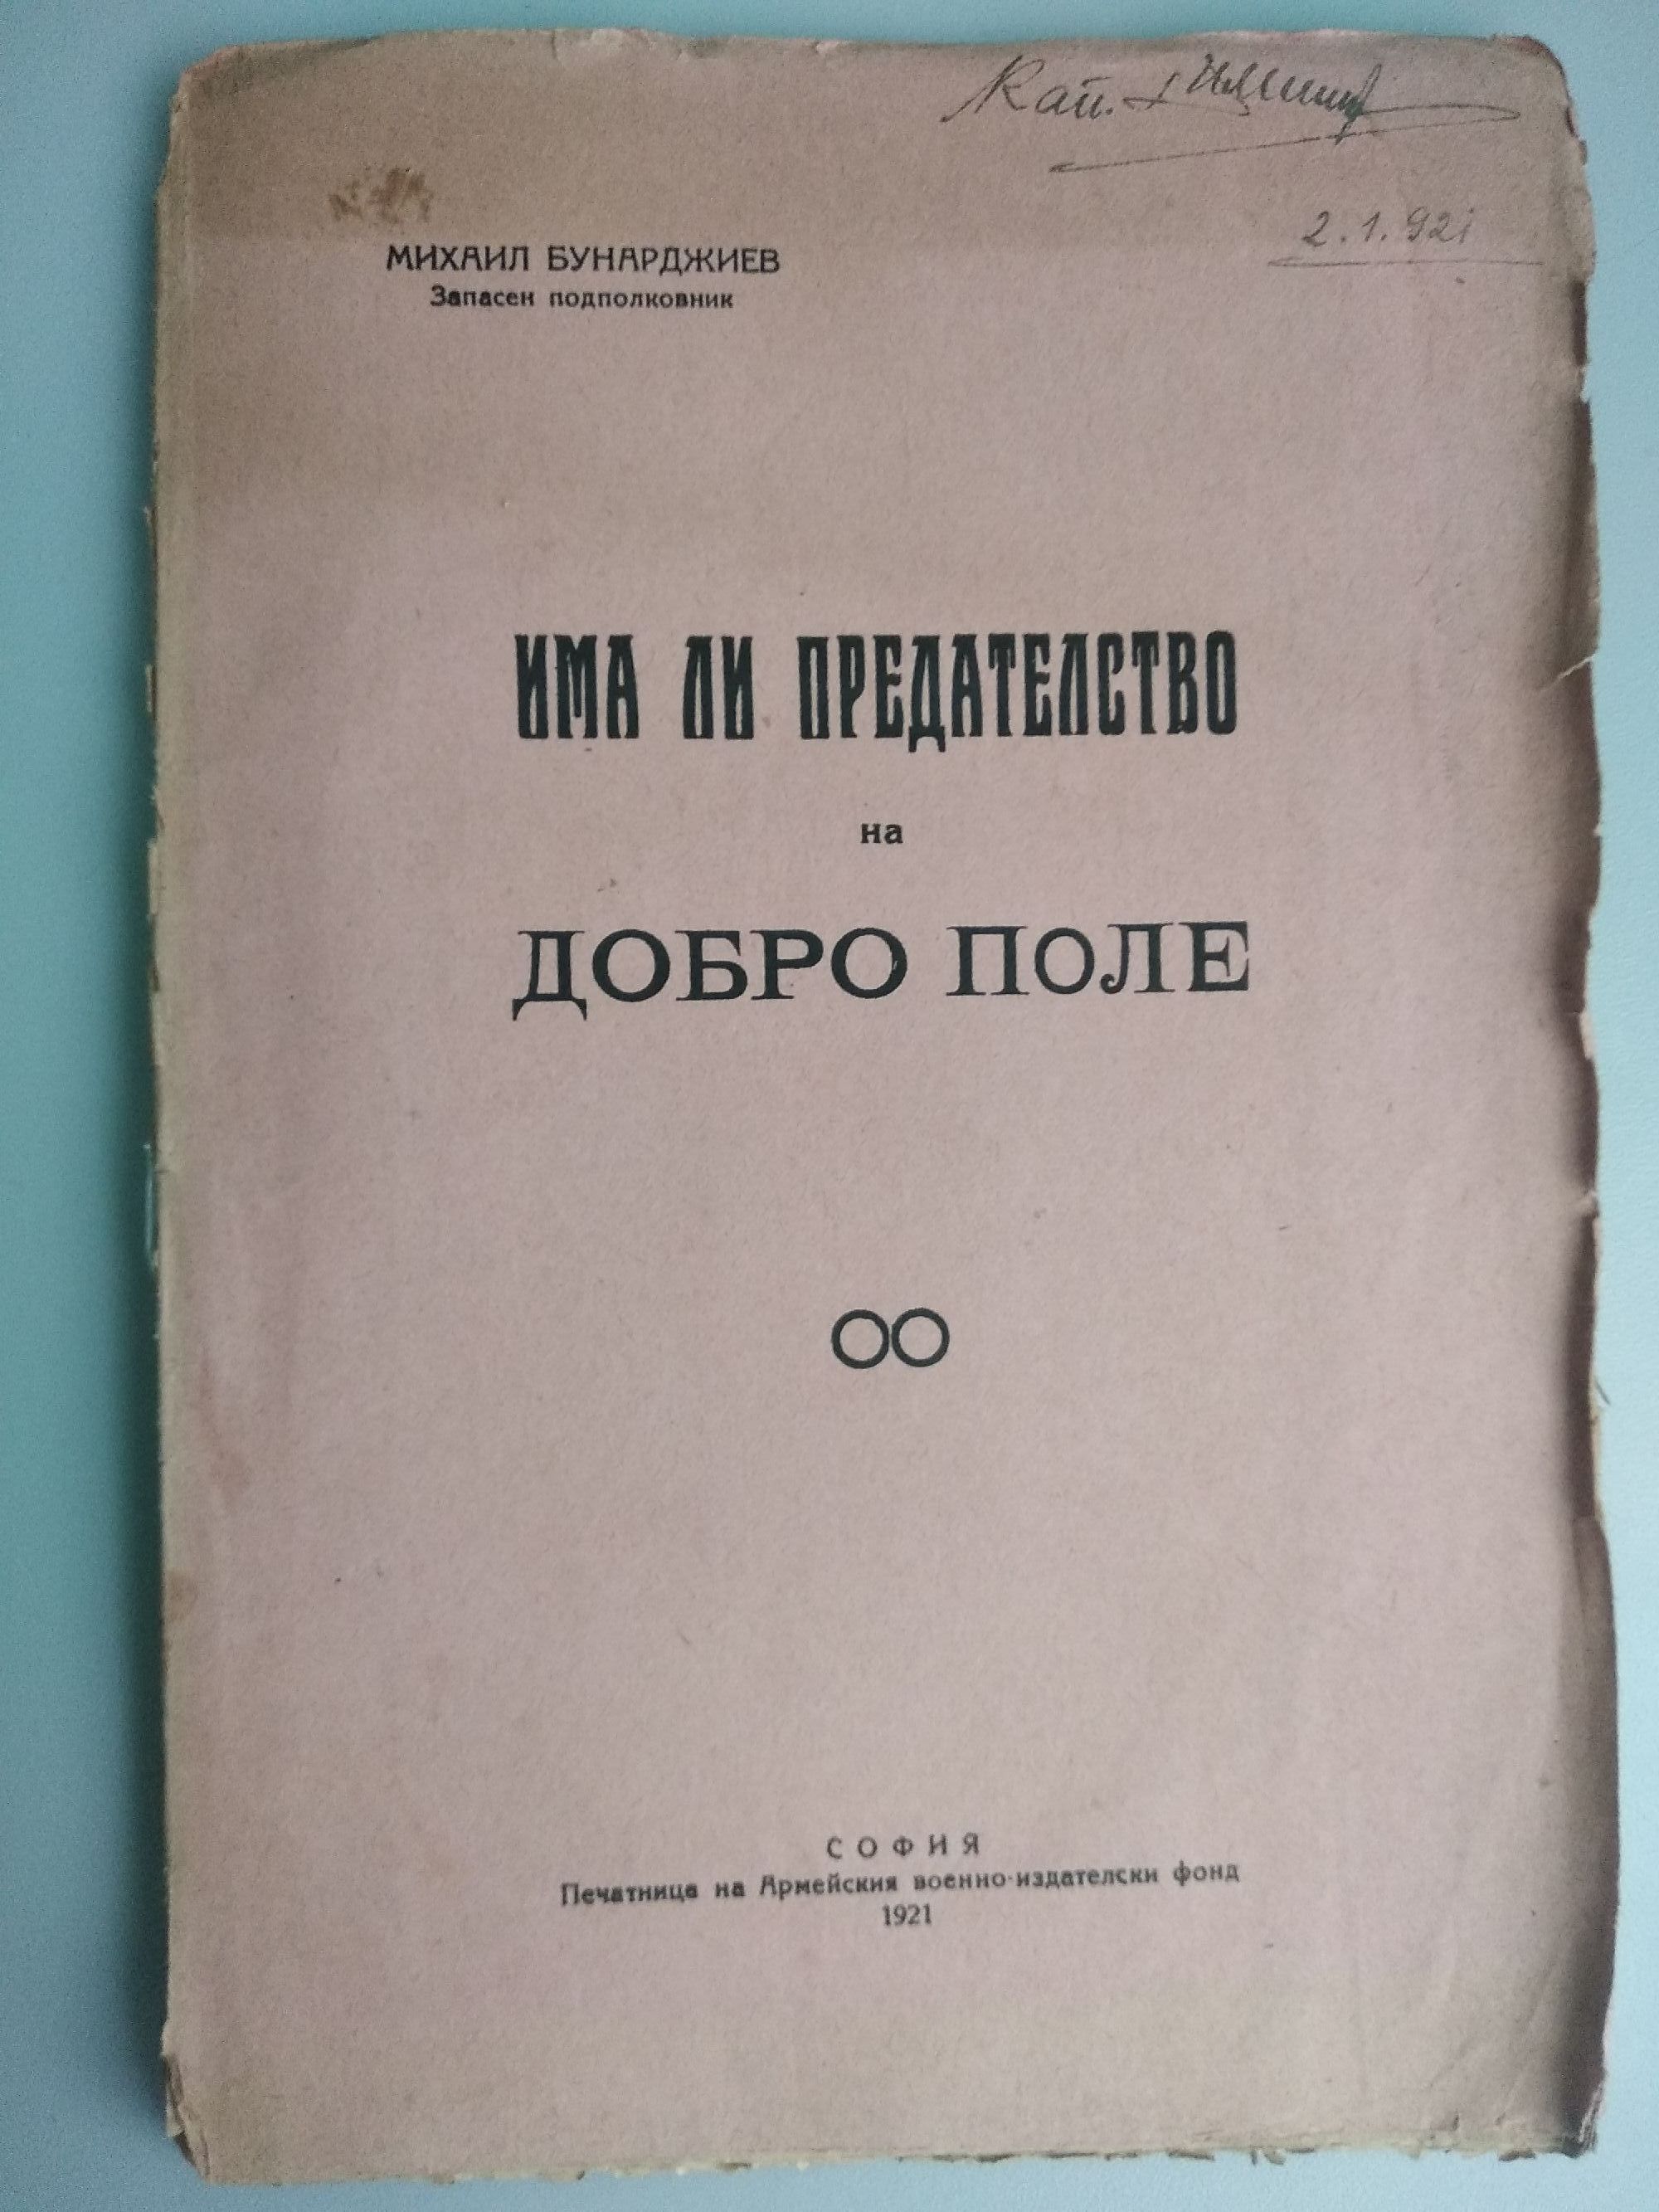 Кап.
2.1.921
МИХАИЛ БУНАРДЖИЕВ
Запасен подполковник
ИМА ЛИ ПРЕДАТЕЛСТВО
на
ДОБРО ПОЛЕ
СОФИЯ
Печатница на Армейския военно-издателски фонд
1921